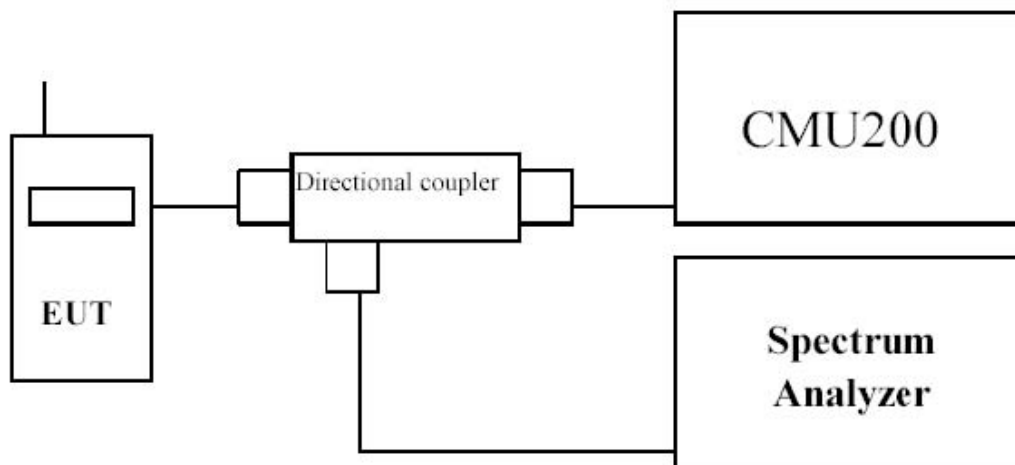 CMU200
Directional coupler
EUT
Spectrum
Analyzer